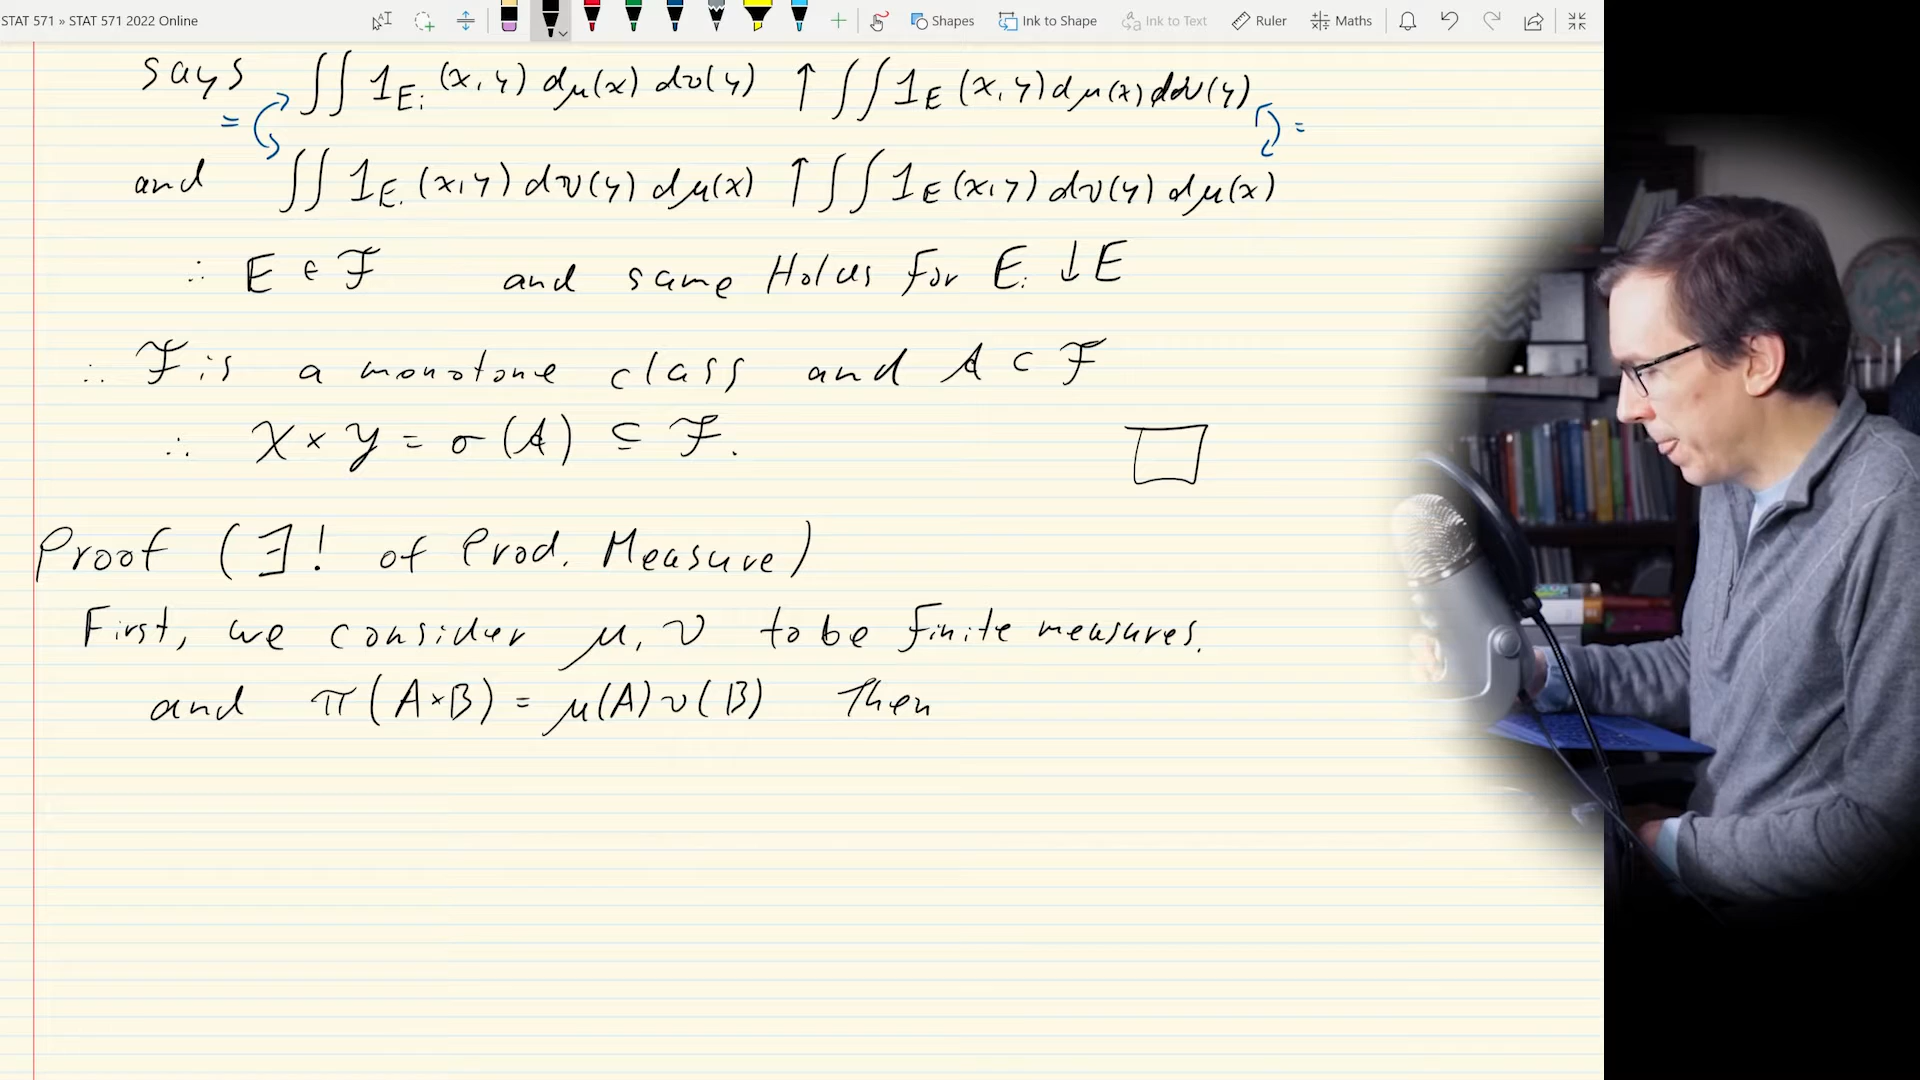 STAT 571 » STAT 571 2022 Online
Shapes Ink to Shape Ink to Text Ruler Maths
says ∫∫ 1_{E_i} (x,y) dμ(x) dν(y) ↑ ∫∫ 1_E (x,y) dμ(x) dν(y)
= =
and ∫∫ 1_{E_i} (x,y) dν(y) dμ(x) ↑ ∫∫ 1_E (x,y) dν(y) dμ(x)
∴ E ∈ ℱ and same Holds for E_i ↓ E
∴ ℱ is a monotone class and 𝒜 ⊂ ℱ
∴ 𝒳 × 𝒴 = σ(𝒜) ⊆ ℱ.
Proof (∃! of Prod. Measure)
First, we consider μ, ν to be finite measures.
and π(A×B) = μ(A)ν(B) Then